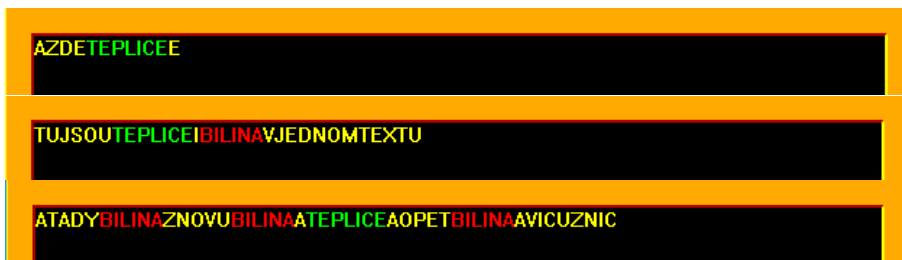 AZDETEPLICEE
TUJSOUTEPLICEIBILINAVJEDNOMTEXTU
ATADYBILINAZNOVUBILINAATEPLICEAOPETBILINAAVICUZNIC